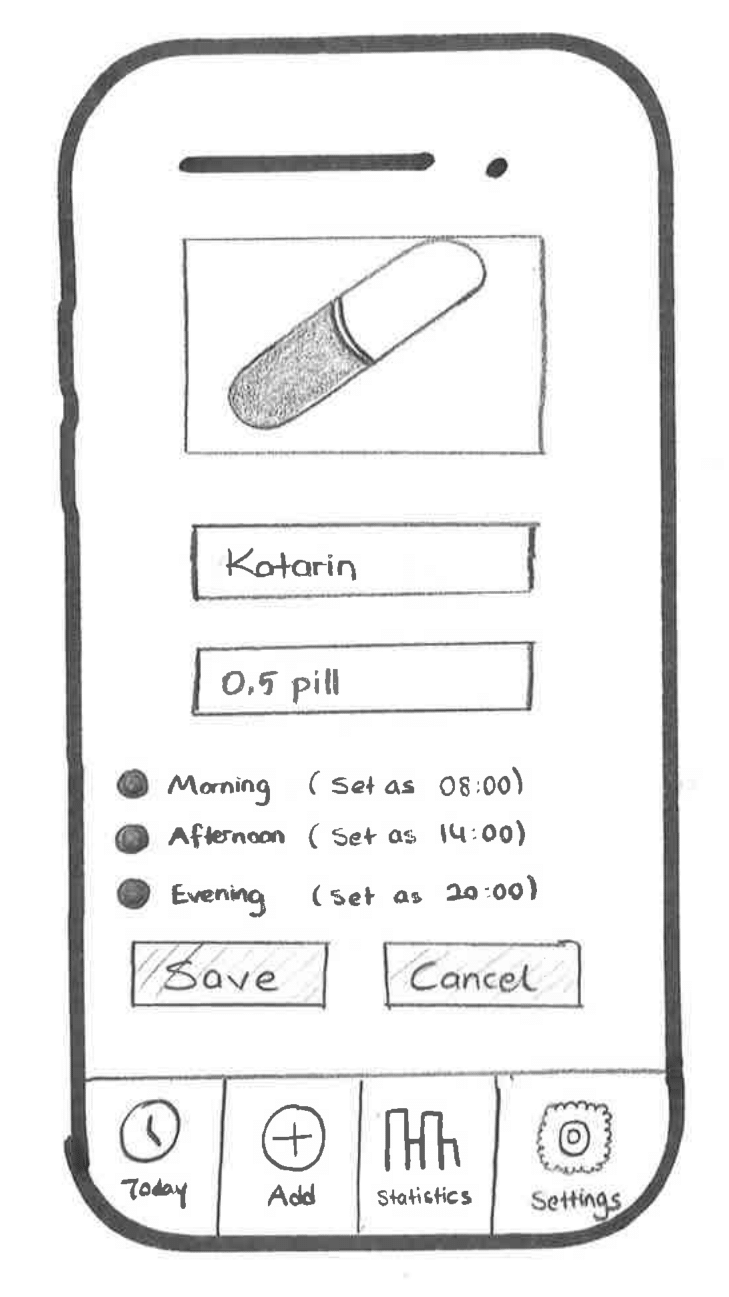 Katarin
0.5 pill
Morning (Set as 08:00)
Afternoon (Set as 14:00)
Evening (Set as 20:00)
Save Cancel
Today Add Statistics Settings